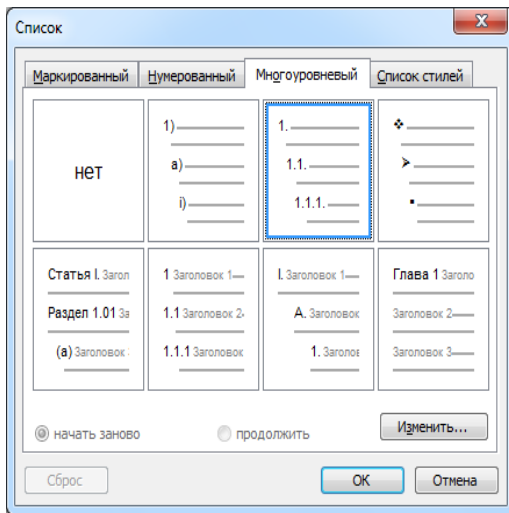 Список
Маркированный Нумерованный Многоуровневый Список стилей
нет
1)
a)
i)
1.
1.1.
1.1.1.
Статья I. Загол
Раздел 1.01 За
(a) Заголовок
1 Заголовок 1
1.1 Заголовок 2
1.1.1 Заголовок
I. Заголовок 1
A. Заголовок
1. Заголо
Глава 1 Заголо
Заголовок 2
Заголовок 3
начать заново продолжить Изменить...
Сброс ОК Отмена